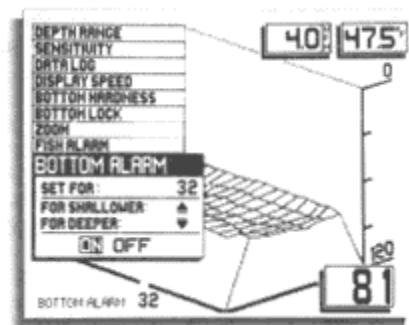 DEPTH RANGE
SENSITIVITY
DATA LOG
DISPLAY SPEED
BOTTOM HARDNESS
BOTTOM LOCK
ZOOM
FISH ALARM
BOTTOM ALARM
SET FOR: 32
FOR SHALLOWER:
FOR DEEPER:
ON OFF
BOTTOM ALARM 32
4.0
47.5°
0
120
81